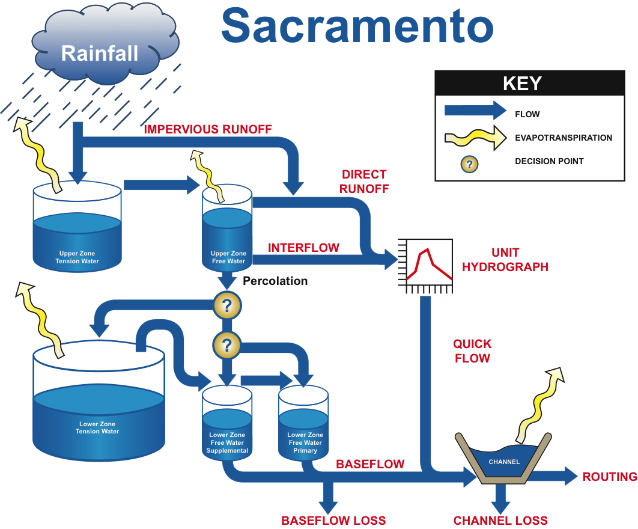 Sacramento
Rainfall
KEY
FLOW
EVAPOTRANSPIRATION
?
DECISION POINT
IMPERVIOUS RUNOFF
DIRECT
RUNOFF
Upper Zone
Tension Water
Upper Zone
Free Water
INTERFLOW
UNIT
HYDROGRAPH
Percolation
?
?
QUICK
FLOW
Lower Zone
Tension Water
Lower Zone
Free Water
Supplemental
Lower Zone
Free Water
Primary
BASEFLOW
CHANNEL
ROUTING
BASEFLOW LOSS
CHANNEL LOSS